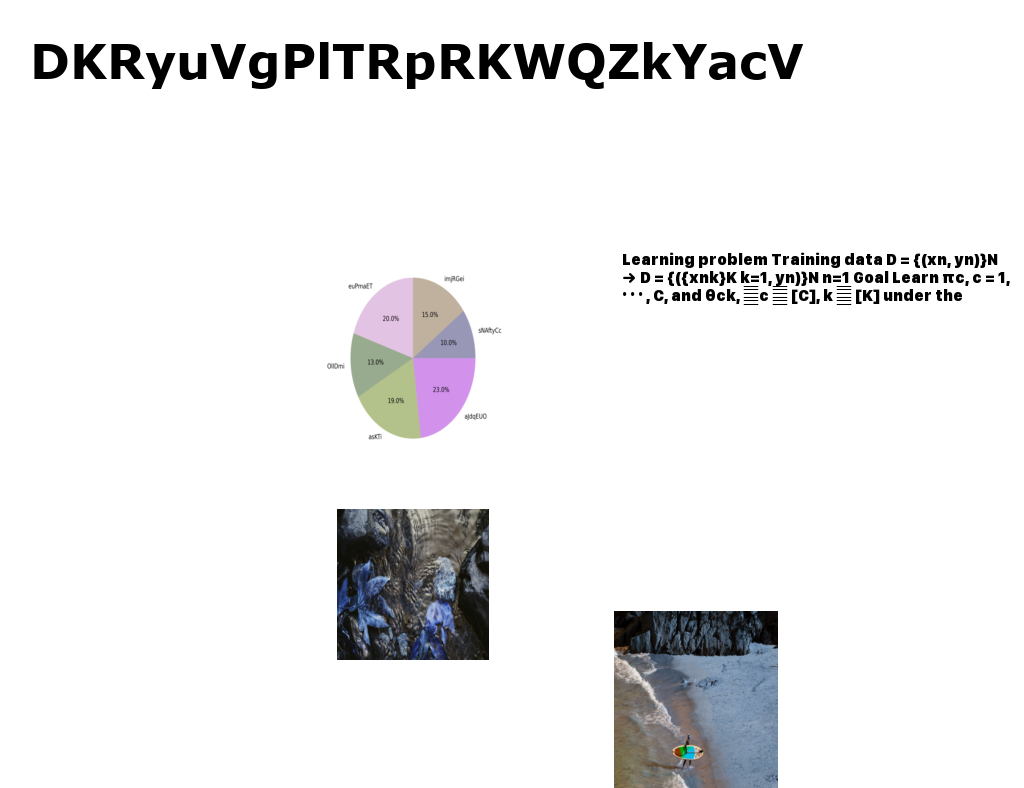 DKRyuVgPlTRpRKWQZkYacV
imjRGei
euPmaET
15.0%
20.0%
sNAftyCc
10.0%
13.0%
OlIDmi
23.0%
19.0%
aJdqEUO
asKTi
Learning problem Training data D = {(xn, yn)}N
→ D = {({xnk}K k=1, yn)}N n=1 Goal Learn πc, c = 1,
· · · , C, and θck, c [C], k [K] under the